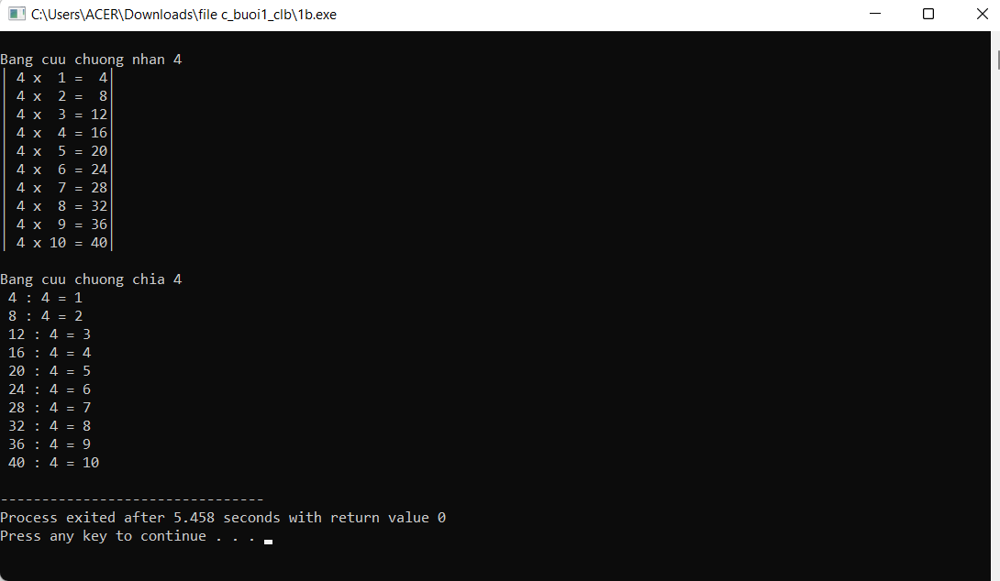 C:\Users\ACER\Downloads\file c_buoi1_clb\1b.exe
Bang cuu chuong nhan 4
| 4 x  1 =  4|
| 4 x  2 =  8|
| 4 x  3 = 12|
| 4 x  4 = 16|
| 4 x  5 = 20|
| 4 x  6 = 24|
| 4 x  7 = 28|
| 4 x  8 = 32|
| 4 x  9 = 36|
| 4 x 10 = 40|
Bang cuu chuong chia 4
 4 : 4 = 1
 8 : 4 = 2
 12 : 4 = 3
 16 : 4 = 4
 20 : 4 = 5
 24 : 4 = 6
 28 : 4 = 7
 32 : 4 = 8
 36 : 4 = 9
 40 : 4 = 10
--------------------------------
Process exited after 5.458 seconds with return value 0
Press any key to continue . . .